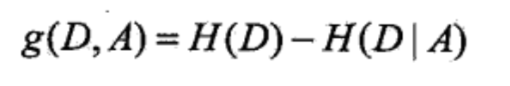 g(D, A) = H(D) − H(D | A)